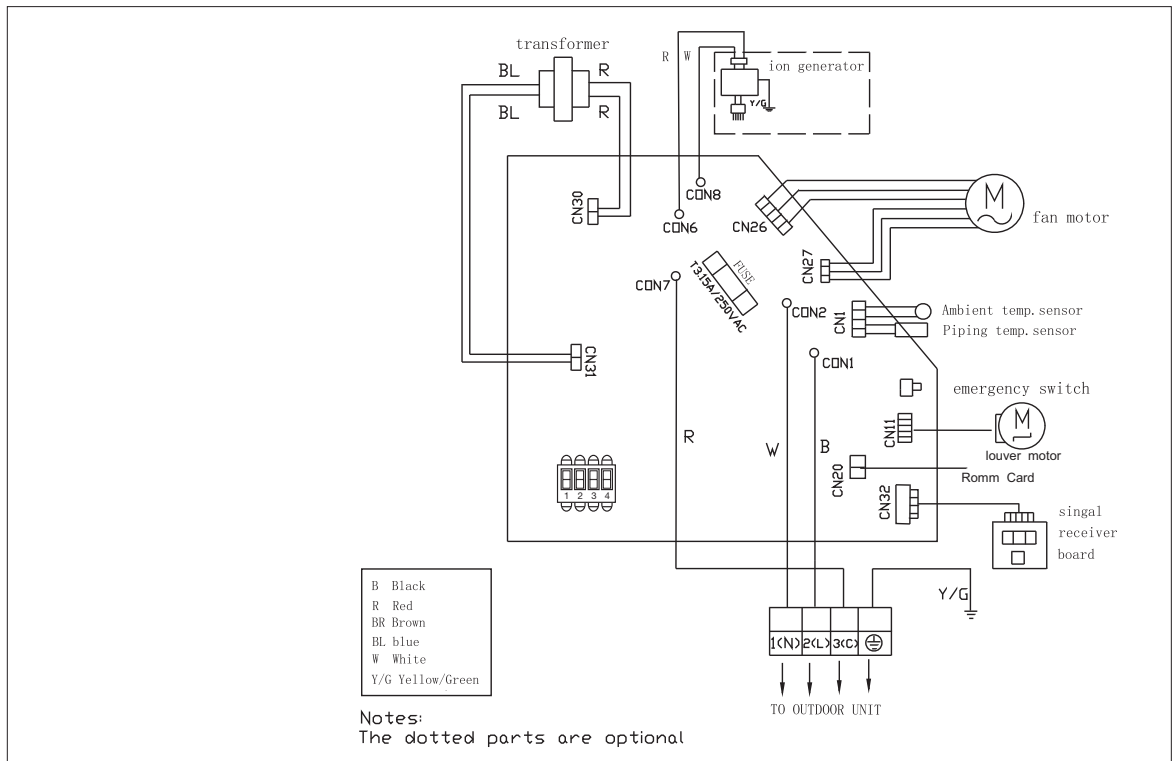 transformer
BL
R
BL
R
R W
ion generator
Y/G
CON8
CN30
CON6
CN26
M
fan motor
CN27
CON7
FUSE
T3.15A/250VAC
CON2
CN1
Ambient temp.sensor
Piping temp.sensor
CON1
CN31
emergency switch
CN11
M
louver motor
R
W
B
CN20
Romm Card
CN32
singal
receiver
board
1 2 3 4
B Black
R Red
BR Brown
BL blue
W White
Y/G Yellow/Green
Y/G
1(N) 2(L) 3(C)
TO OUTDOOR UNIT
Notes:
The dotted parts are optional